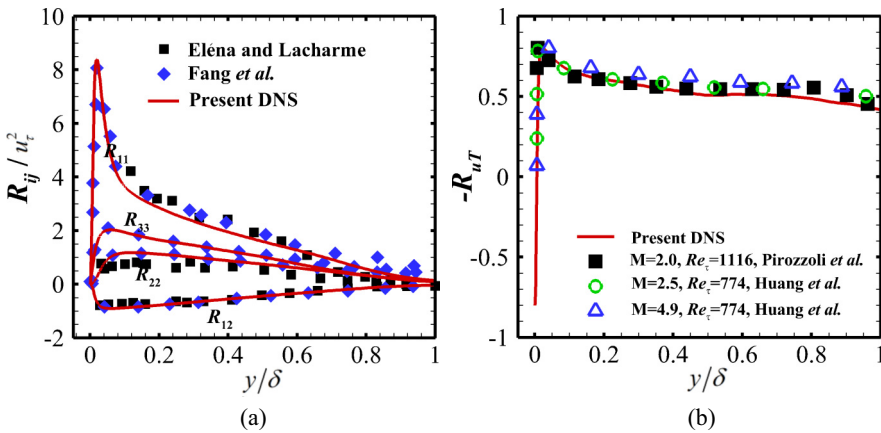 (a)
10
8
6
4
2
0
-2
R_ij / u_τ^2
Eléna and Lacharme
Fang et al.
Present DNS
R_11
R_33
R_22
R_12
0 0.2 0.4 0.6 0.8 1
y/δ
(a)
(b)
1
0.5
0
-0.5
-1
-R_uT
Present DNS
M=2.0, Re_τ=1116, Pirozzoli et al.
M=2.5, Re_τ=774, Huang et al.
M=4.9, Re_τ=774, Huang et al.
0 0.2 0.4 0.6 0.8 1
y/δ
(b)